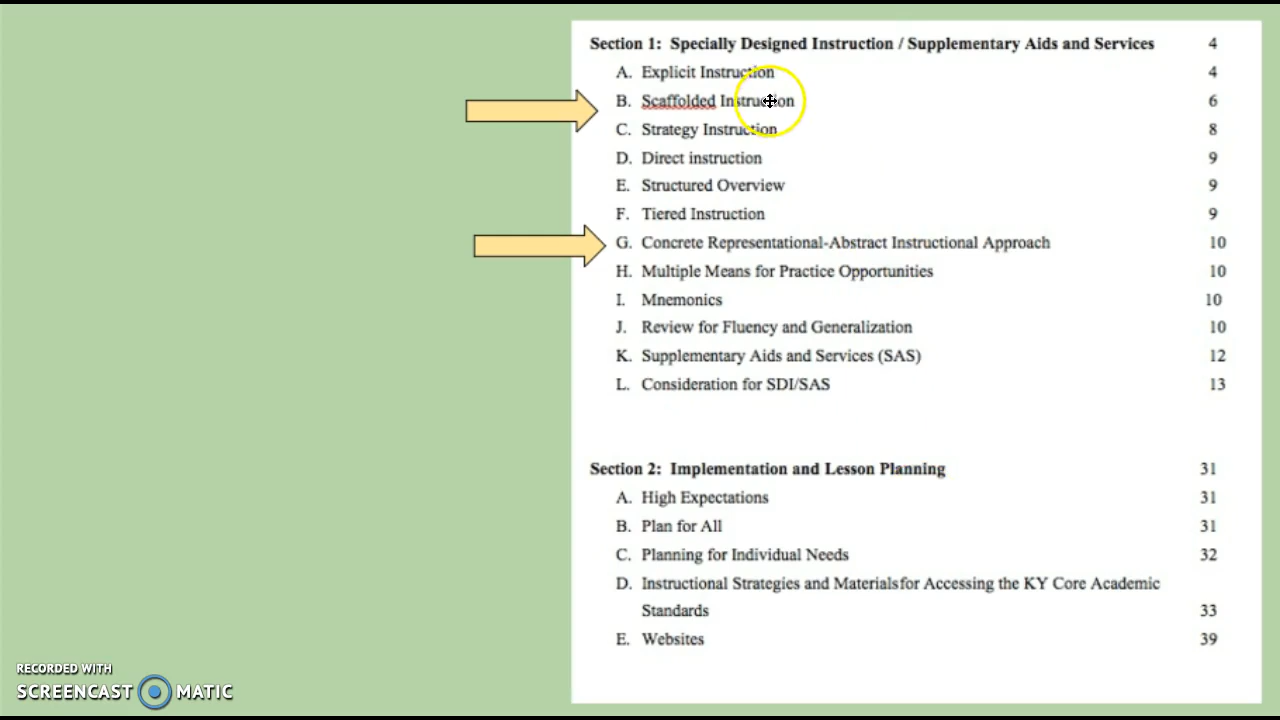 Section 1: Specially Designed Instruction / Supplementary Aids and Services 4
A. Explicit Instruction 4
B. Scaffolded Instruction 6
C. Strategy Instruction 8
D. Direct instruction 9
E. Structured Overview 9
F. Tiered Instruction 9
G. Concrete Representational-Abstract Instructional Approach 10
H. Multiple Means for Practice Opportunities 10
I. Mnemonics 10
J. Review for Fluency and Generalization 10
K. Supplementary Aids and Services (SAS) 12
L. Consideration for SDI/SAS 13
Section 2: Implementation and Lesson Planning 31
A. High Expectations 31
B. Plan for All 31
C. Planning for Individual Needs 32
D. Instructional Strategies and Materialsfor Accessing the KY Core Academic
Standards 33
E. Websites 39
RECORDED WITH
SCREENCAST MATIC